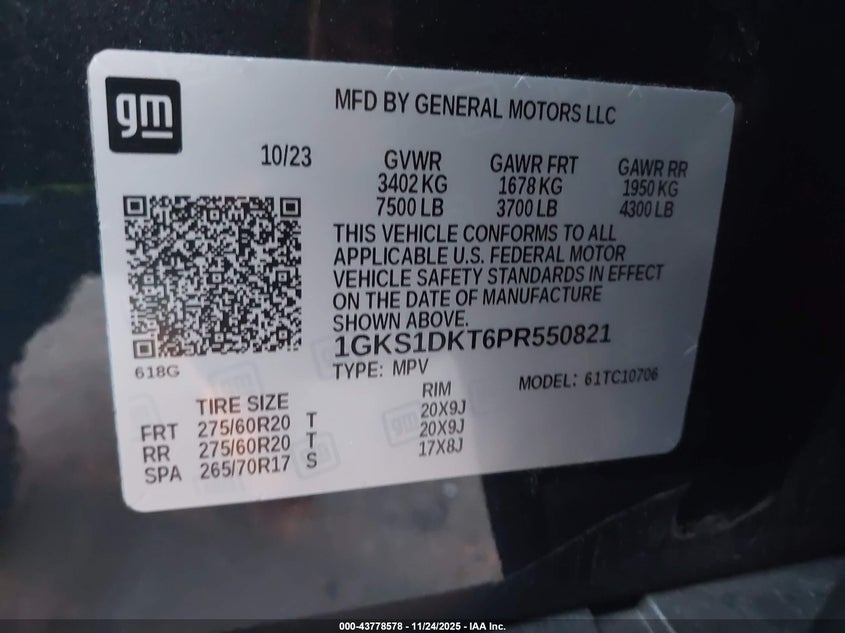 gm
MFD BY GENERAL MOTORS LLC
10/23 GVWR GAWR FRT GAWR RR
3402 KG 1678 KG 1950 KG
7500 LB 3700 LB 4300 LB
THIS VEHICLE CONFORMS TO ALL
APPLICABLE U.S. FEDERAL MOTOR
VEHICLE SAFETY STANDARDS IN EFFECT
ON THE DATE OF MANUFACTURE
SHOWN ABOVE.
1GKS1DKT6PR550821
618G
TYPE: MPV MODEL: 61TC10706
TIRE SIZE RIM
FRT 275/60R20 T 20X9J
RR 275/60R20 T 20X9J
SPA 265/70R17 S 17X8J
000-43778578 - 11/24/2025 - IAA Inc.